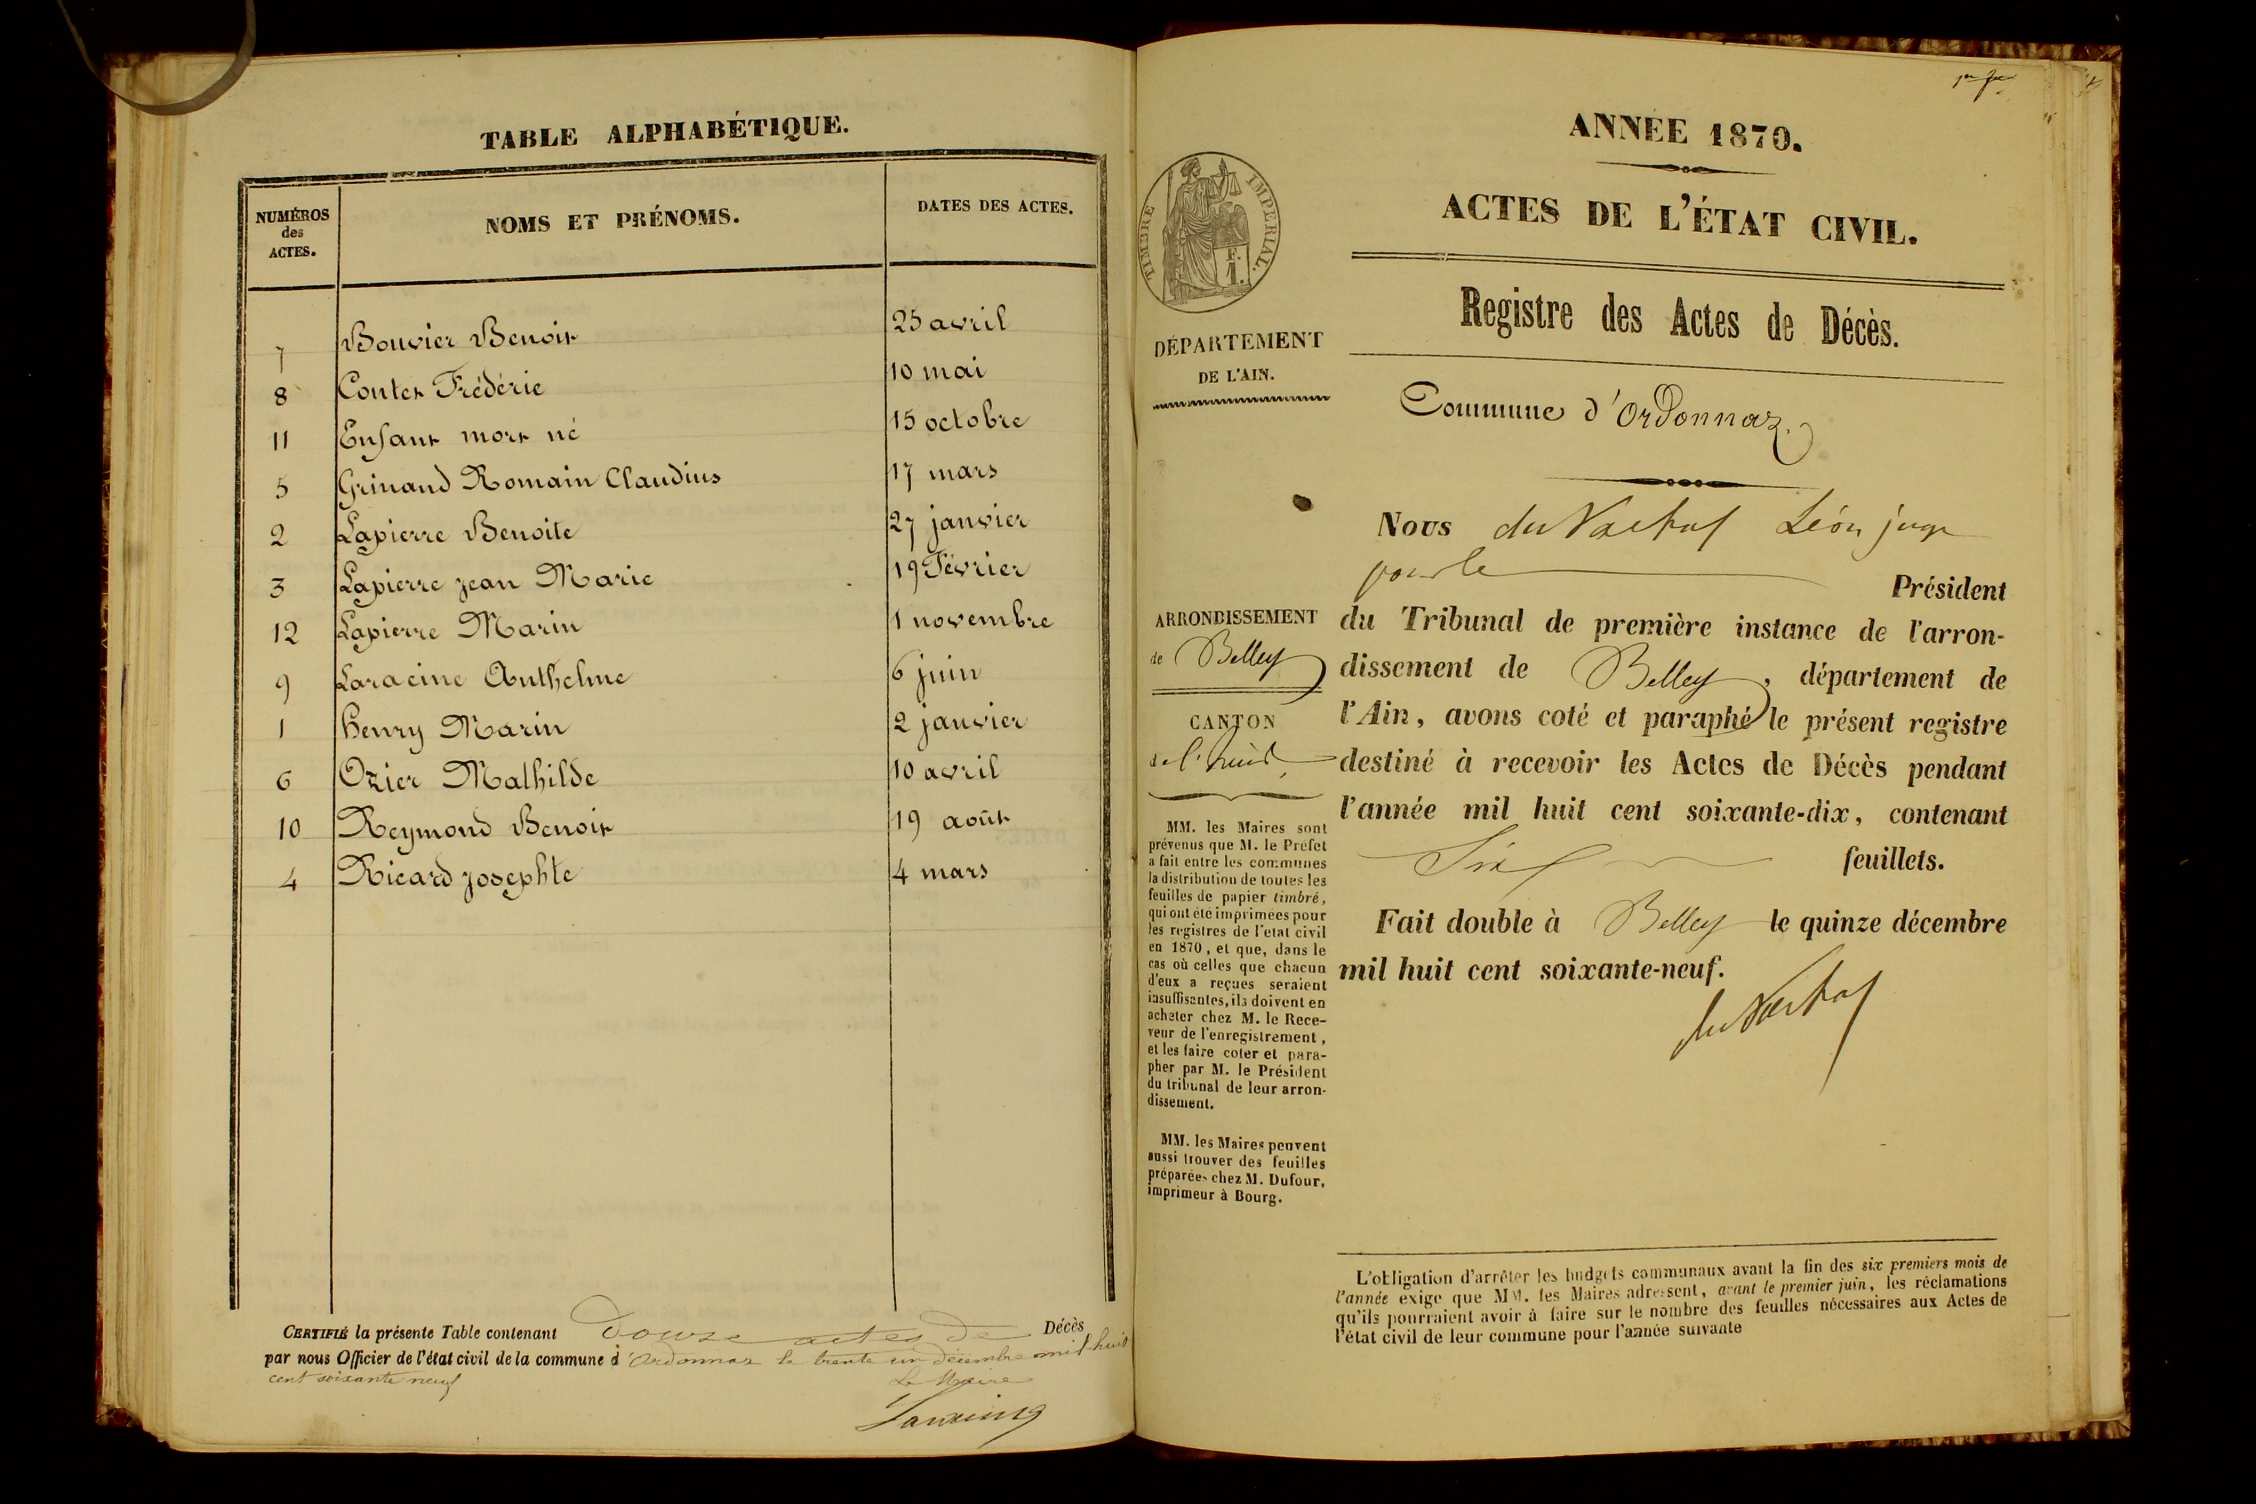 TABLE ALPHABÉTIQUE.
NUMÉROS des ACTES. NOMS ET PRÉNOMS. DATES DES ACTES.
7 Bouvier Benoit 25 avril
8 Contet Frédéric 10 mai
11 Enfant mort né 15 octobre
5 Grinand Romain Claudius 17 mars
2 Lapierre Benoite 27 janvier
3 Lapierre jean Marie 19 Février
12 Lapierre Marin 1 novembre
9 Laracine Anthelme 6 juin
1 henry Marin 2 janvier
6 Ozier Mathilde 10 avril
10 Reymond Benoit 19 août
4 Ricard josephte 4 mars
CERTIFIÉ la présente Table contenant douze actes de Décès
par nous Officier de l'état civil de la commune d'Ordonnaz le trente un décembre mil huit
cent soixante neuf
Le Maire
1er
ANNÉE 1870.
ACTES DE L'ÉTAT CIVIL.
Registre des Actes de Décès.
Commune d'Ordonnaz.
TIMBRE IMPERIAL.
1 F.
DÉPARTEMENT
DE L'AIN.
ARRONDISSEMENT
de Belley
CANTON
de l'huis
MM. les Maires sont
prévenus que M. le Préfet
a fait entre les communes
la distribution de toutes les
feuilles de papier timbré,
qui ont été imprimées pour
les registres de l'état civil
en 1870, et que, dans le
cas où celles que chacun
d'eux a reçues seraient
insuffisantes, ils doivent en
acheter chez M. le Rece-
veur de l'enregistrement,
et les faire coter et para-
pher par M. le Président
du tribunal de leur arron-
dissement.
MM. les Maires peuvent
aussi trouver des feuilles
préparées chez M. Dufour,
imprimeur à Bourg.
Nous du Léon juge
pour le Président
du Tribunal de première instance de l'arron-
dissement de Belley, département de
l'Ain, avons coté et paraphé le présent registre
destiné à recevoir les Actes de Décès pendant
l'année mil huit cent soixante-dix, contenant
Six feuillets.
Fait double à Belley le quinze décembre
mil huit cent soixante-neuf.
L'obligation d'arrêter les budgets communaux avant la fin des six premiers mois de
l'année exige que MM. les Maires adressent, avant le premier juin, les réclamations
qu'ils pourraient avoir à faire sur le nombre des feuilles nécessaires aux Actes de
l'état civil de leur commune pour l'année suivante